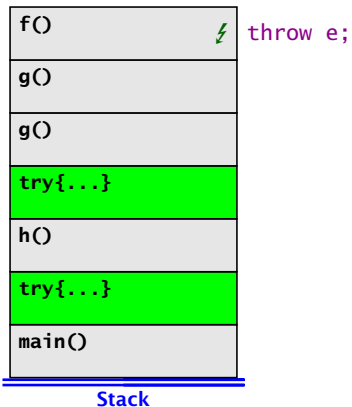 f() throw e;
g()
g()
try{...}
h()
try{...}
main()
Stack